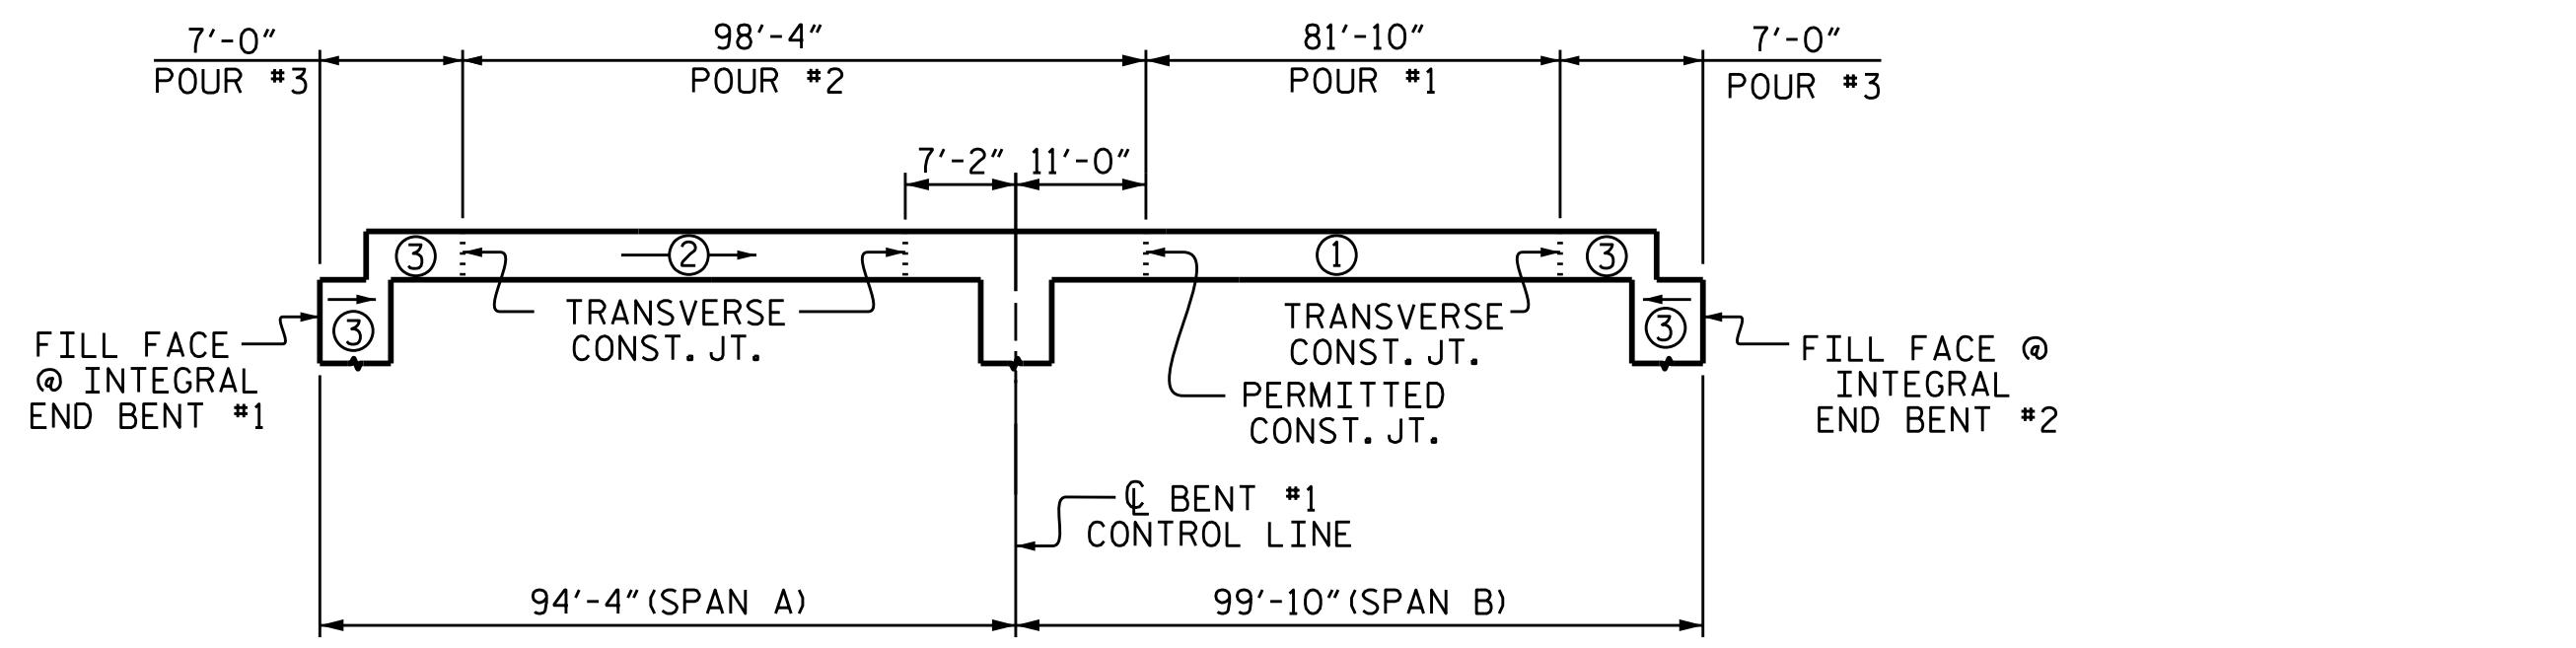 7'-0"
98'-4"
81'-10"
7'-0"
POUR #3
POUR #2
POUR #1
POUR #3
7'-2"
11'-0"
3
2
1
3
3
3
TRANSVERSE
CONST. JT.
TRANSVERSE
CONST. JT.
FILL FACE
@ INTEGRAL
END BENT #1
PERMITTED
CONST. JT.
FILL FACE @
INTEGRAL
END BENT #2
℄ BENT #1
CONTROL LINE
94'-4" (SPAN A)
99'-10" (SPAN B)